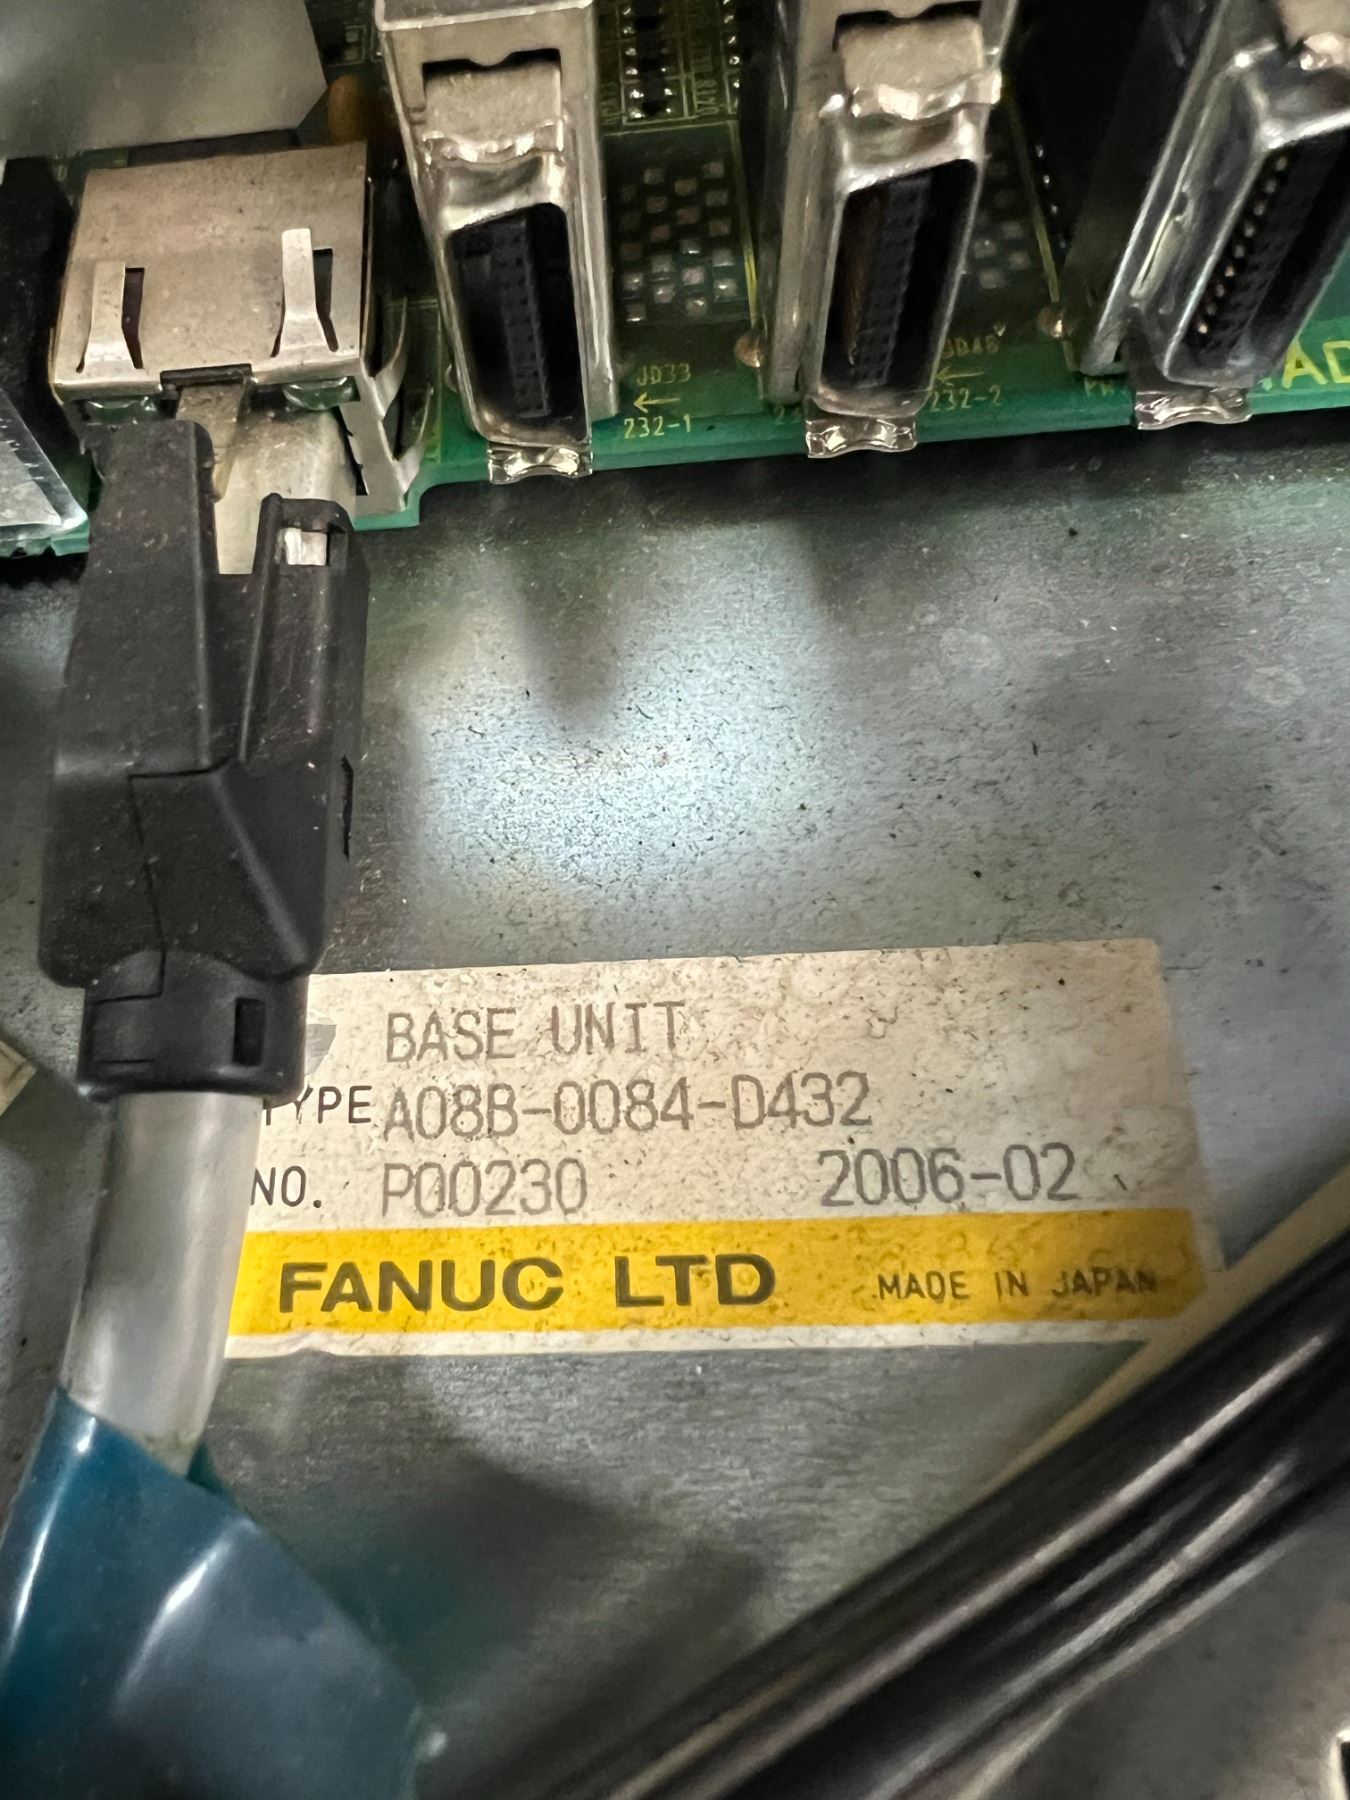 JD33
232-1
232-2
BASE UNIT
TYPE A08B-0084-D432
NO. P00230 2006-02
FANUC LTD MADE IN JAPAN